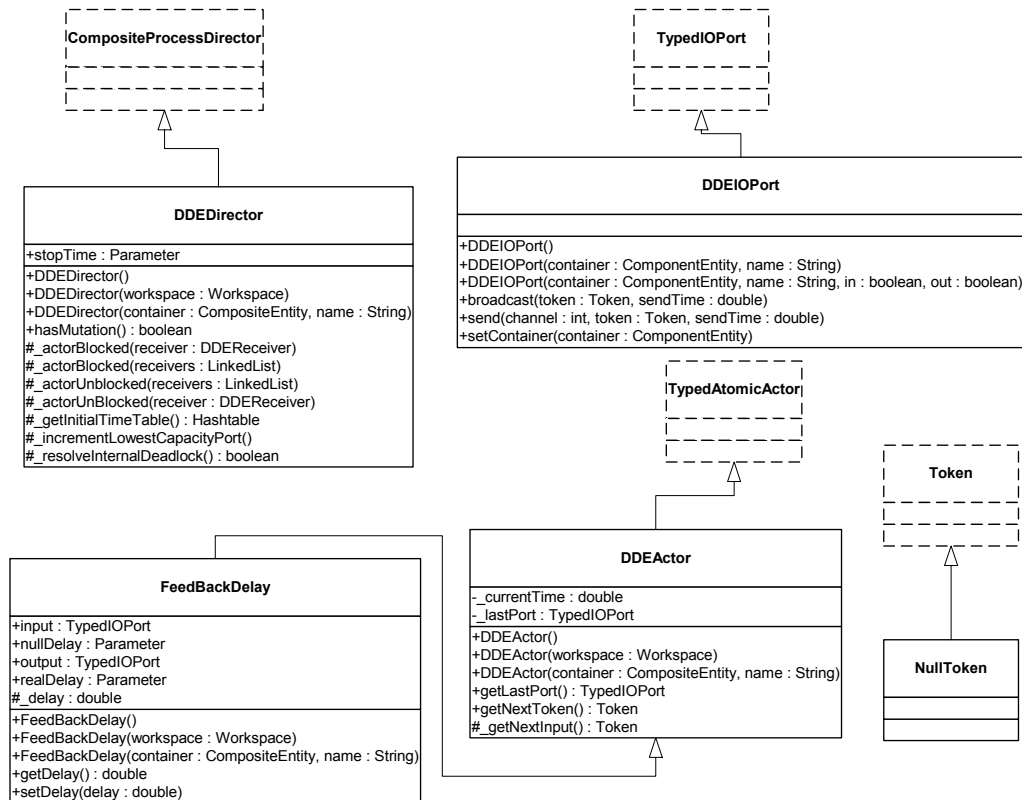 CompositeProcessDirector
TypedIOPort
DDEDirector
+stopTime : Parameter
+DDEDirector()
+DDEDirector(workspace : Workspace)
+DDEDirector(container : CompositeEntity, name : String)
+hasMutation() : boolean
#_actorBlocked(receiver : DDEReceiver)
#_actorBlocked(receivers : LinkedList)
#_actorUnblocked(receivers : LinkedList)
#_actorUnBlocked(receiver : DDEReceiver)
#_getInitialTimeTable() : Hashtable
#_incrementLowestCapacityPort()
#_resolveInternalDeadlock() : boolean
DDEIOPort
+DDEIOPort()
+DDEIOPort(container : ComponentEntity, name : String)
+DDEIOPort(container : ComponentEntity, name : String, in : boolean, out : boolean)
+broadcast(token : Token, sendTime : double)
+send(channel : int, token : Token, sendTime : double)
+setContainer(container : ComponentEntity)
TypedAtomicActor
Token
FeedBackDelay
+input : TypedIOPort
+nullDelay : Parameter
+output : TypedIOPort
+realDelay : Parameter
#_delay : double
+FeedBackDelay()
+FeedBackDelay(workspace : Workspace)
+FeedBackDelay(container : CompositeEntity, name : String)
+getDelay() : double
+setDelay(delay : double)
DDEActor
-_currentTime : double
-_lastPort : TypedIOPort
+DDEActor()
+DDEActor(workspace : Workspace)
+DDEActor(container : CompositeEntity, name : String)
+getLastPort() : TypedIOPort
+getNextToken() : Token
#_getNextInput() : Token
NullToken